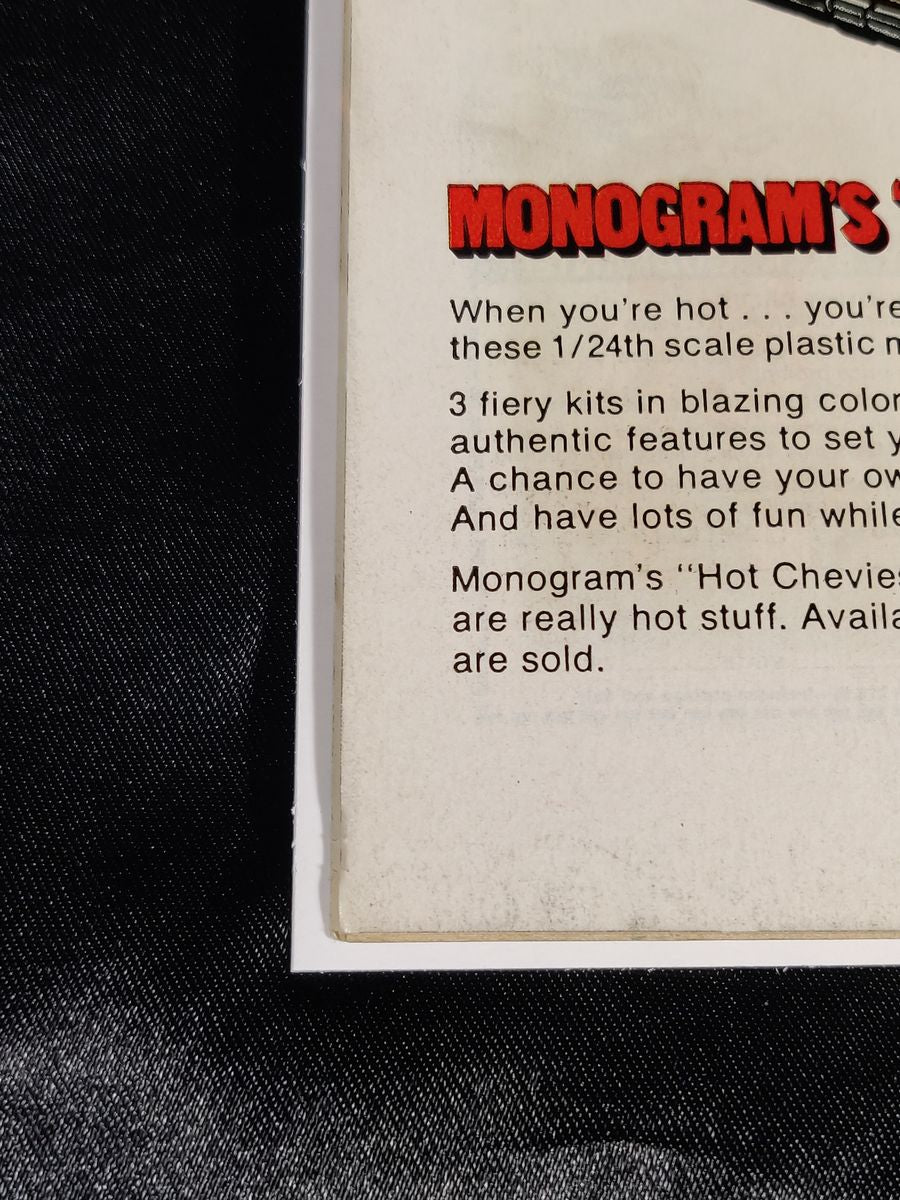 MONOGRAM'S "
When you're hot . . . you're
these 1/24th scale plastic
3 fiery kits in blazing color
authentic features to set
A chance to have your
And have lots of fun while
Monogram's "Hot Chevies
are really hot stuff.
are sold.